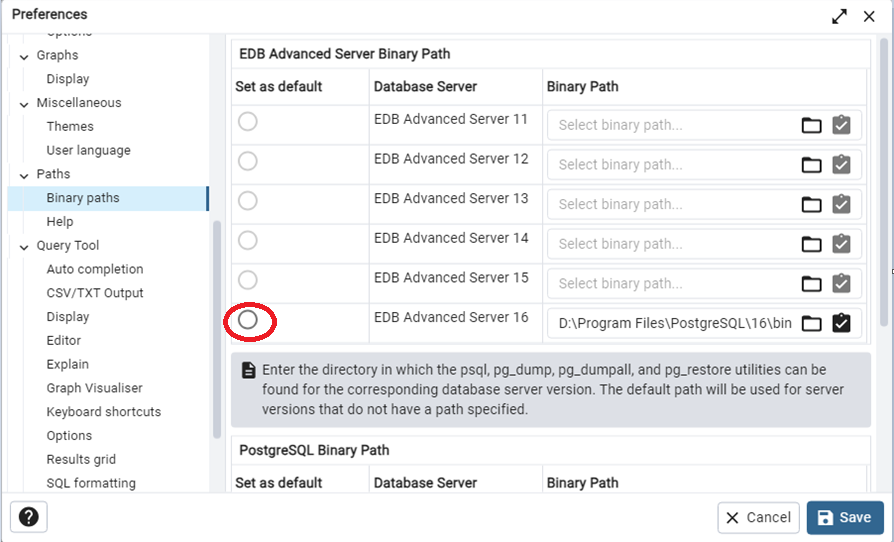 Preferences
Options
Graphs
Display
Miscellaneous
Themes
User language
Paths
Binary paths
Help
Query Tool
Auto completion
CSV/TXT Output
Display
Editor
Explain
Graph Visualiser
Keyboard shortcuts
Options
Results grid
SQL formatting
EDB Advanced Server Binary Path
Set as default Database Server Binary Path
EDB Advanced Server 11 Select binary path...
EDB Advanced Server 12 Select binary path...
EDB Advanced Server 13 Select binary path...
EDB Advanced Server 14 Select binary path...
EDB Advanced Server 15 Select binary path...
EDB Advanced Server 16 D:\Program Files\PostgreSQL\16\bin
Enter the directory in which the psql, pg_dump, pg_dumpall, and pg_restore utilities can be
found for the corresponding database server version. The default path will be used for server
versions that do not have a path specified.
PostgreSQL Binary Path
Set as default Database Server Binary Path
? Cancel Save